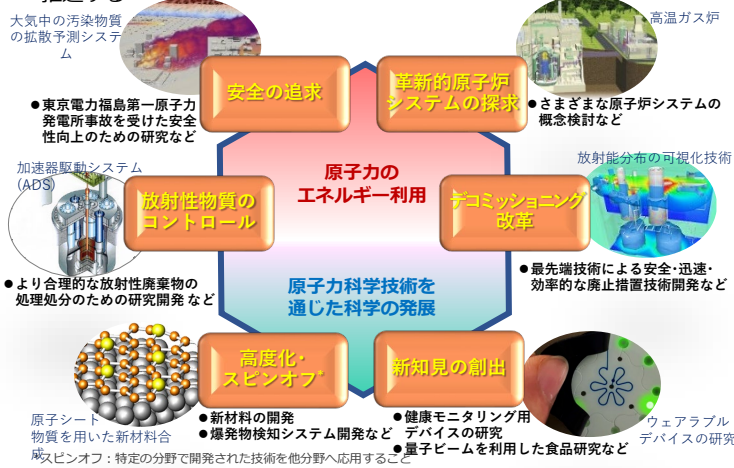 大気中の汚染物質
の拡散予測システ
ム
安全の追求
●東京電力福島第一原子力
発電所事故を受けた安全
性向上のための研究など
革新的原子炉
システムの探求
高温ガス炉
●さまざまな原子炉システムの
概念検討など
原子力の
エネルギー利用
加速器駆動システム
(ADS)
放射性物質の
コントロール
●より合理的な放射性廃棄物の
処理処分のための研究開発 など
デコミッショニング
改革
放射能分布の可視化技術
●最先端技術による安全・迅速・
効率的な廃止措置技術開発など
原子力科学技術を
通じた科学の発展
高度化・
スピンオフ*
●新材料の開発
●爆発物検知システム開発など
原子シート
物質を用いた新材料合
成
新知見の創出
●健康モニタリング用
デバイスの研究
●量子ビームを利用した食品研究など
ウェアラブル
デバイスの研究
*スピンオフ：特定の分野で開発された技術を他分野へ応用すること